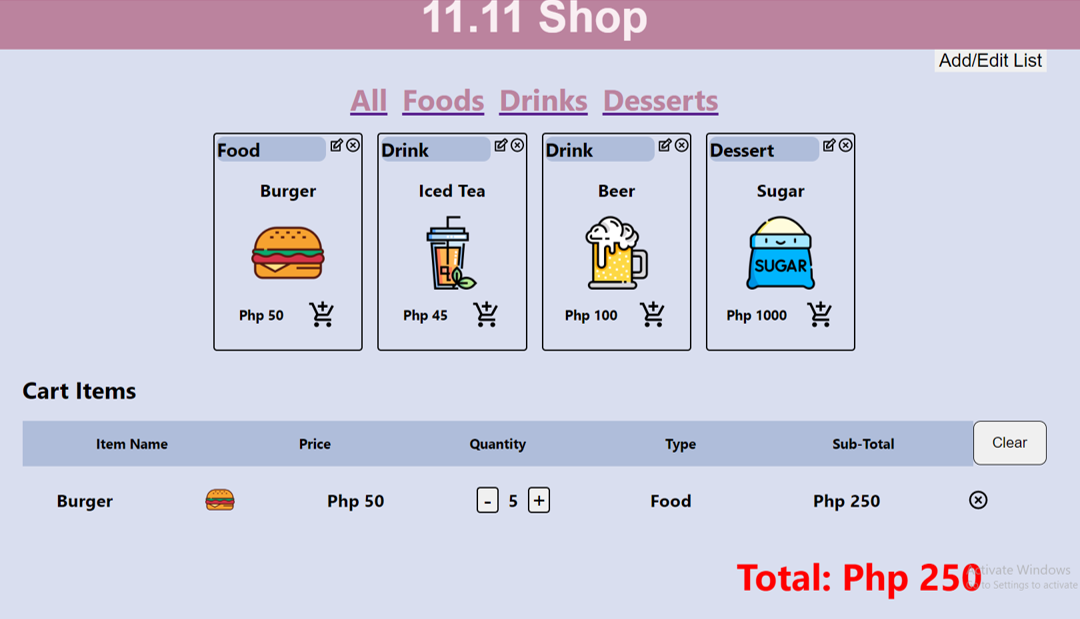 11.11 Shop
Add/Edit List
All Foods Drinks Desserts
Food Drink Drink Dessert
Burger Iced Tea Beer Sugar
SUGAR
Php 50 Php 45 Php 100 Php 1000
Cart Items
Item Name Price Quantity Type Sub-Total Clear
Burger Php 50 - 5 + Food Php 250
Total: Php 250
Activate Windows
to Settings to activate